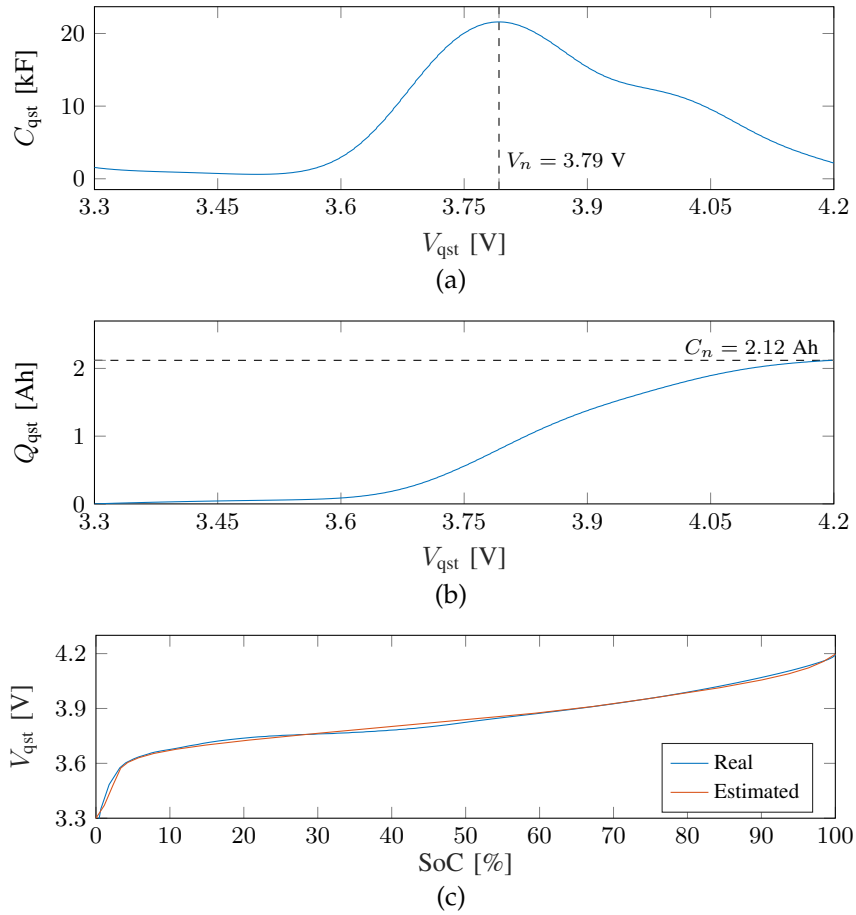 20
10
0
C_qst [kF]
V_n = 3.79 V
3.3 3.45 3.6 3.75 3.9 4.05 4.2
V_qst [V]
(a)
2
1
0
Q_qst [Ah]
C_n = 2.12 Ah
3.3 3.45 3.6 3.75 3.9 4.05 4.2
V_qst [V]
(b)
4.2
3.9
3.6
3.3
V_qst [V]
Real
Estimated
0 10 20 30 40 50 60 70 80 90 100
SoC [%]
(c)